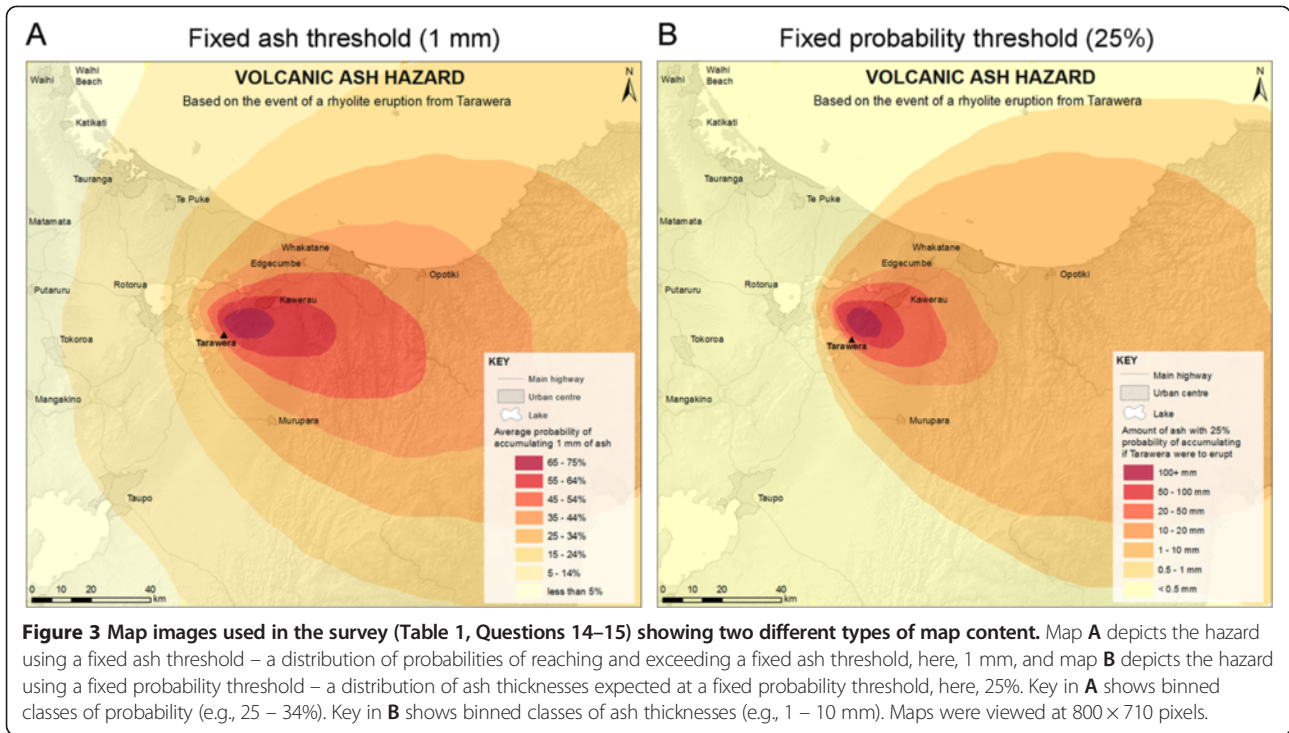 A
Fixed ash threshold (1 mm)
VOLCANIC ASH HAZARD
Based on the event of a rhyolite eruption from Tarawera
N
Waihi
Waihi
Beach
Katikati
Tauranga
Te Puke
Matamata
Whakatane
Edgecumbe
Opotiki
Rotorua
Putaruru
Kawerau
Tokoroa
Tarawera
Mangakino
Murupara
Taupo
0 10 20 40
km
KEY
Main highway
Urban centre
Lake
Average probability of
accumulating 1 mm of ash
65 - 75%
55 - 64%
45 - 54%
35 - 44%
25 - 34%
15 - 24%
5 - 14%
less than 5%
B
Fixed probability threshold (25%)
VOLCANIC ASH HAZARD
Based on the event of a rhyolite eruption from Tarawera
N
Waihi
Waihi
Beach
Katikati
Tauranga
Te Puke
Matamata
Whakatane
Edgecumbe
Opotiki
Rotorua
Putaruru
Kawerau
Tokoroa
Tarawera
Mangakino
Murupara
Taupo
0 10 20 40
km
KEY
Main highway
Urban centre
Lake
Amount of ash with 25%
probability of accumulating
if Tarawera were to erupt
100+ mm
50 - 100 mm
20 - 50 mm
10 - 20 mm
1 - 10 mm
0.5 - 1 mm
< 0.5 mm
Figure 3 Map images used in the survey (Table 1, Questions 14–15) showing two different types of map content. Map A depicts the hazard
using a fixed ash threshold – a distribution of probabilities of reaching and exceeding a fixed ash threshold, here, 1 mm, and map B depicts the hazard
using a fixed probability threshold – a distribution of ash thicknesses expected at a fixed probability threshold, here, 25%. Key in A shows binned
classes of probability (e.g., 25 – 34%). Key in B shows binned classes of ash thicknesses (e.g., 1 – 10 mm). Maps were viewed at 800 × 710 pixels.